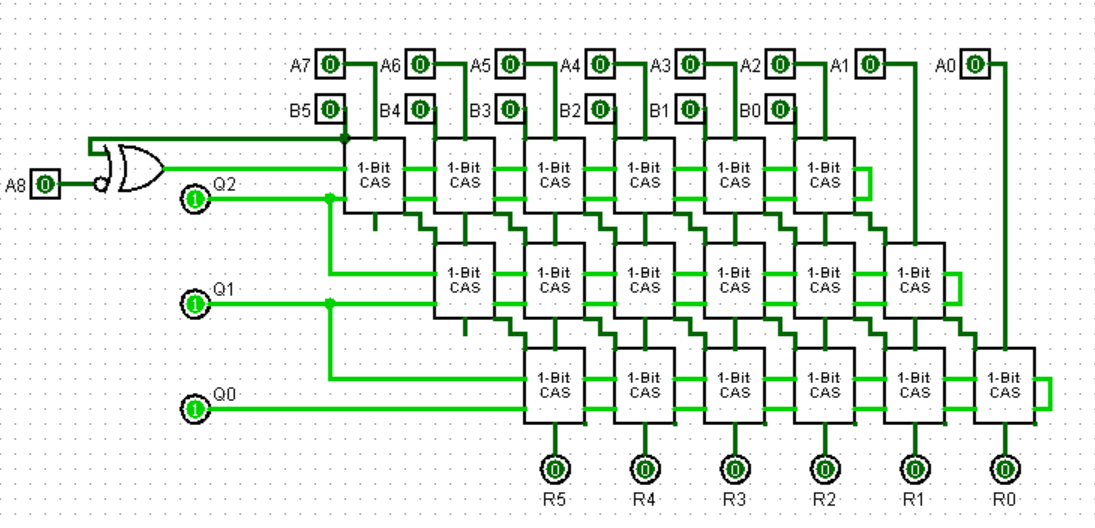 A7 0 A6 0 A5 0 A4 0 A3 0 A2 0 A1 0 A0 0
B5 0 B4 0 B3 0 B2 0 B1 0 B0 0
1-Bit 1-Bit 1-Bit 1-Bit 1-Bit 1-Bit
CAS CAS CAS CAS CAS CAS
A8 0
Q2
1
1-Bit 1-Bit 1-Bit 1-Bit 1-Bit 1-Bit
CAS CAS CAS CAS CAS CAS
Q1
1
1-Bit 1-Bit 1-Bit 1-Bit 1-Bit 1-Bit
CAS CAS CAS CAS CAS CAS
Q0
1
0 0 0 0 0 0
R5 R4 R3 R2 R1 R0